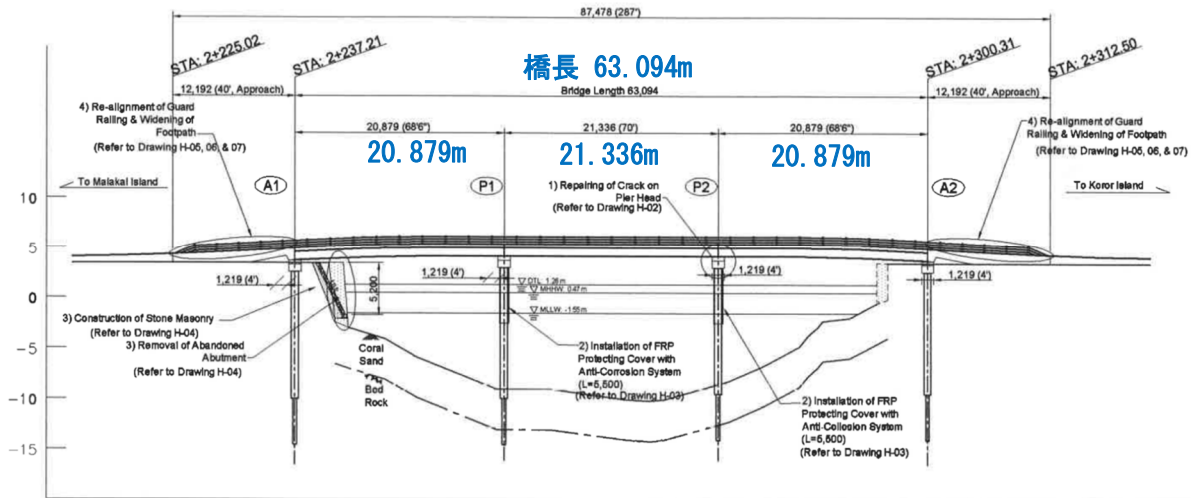 87,478 (287")
STA: 2+225.02
STA: 2+237.21
STA: 2+300.31
STA: 2+312.50
橋長 63.094m
12,192 (40', Approach)
Bridge Length 63,094
12,192 (40', Approach)
4) Re-alignment of Guard
Railing & Widening of
Footpath
(Refer to Drawing H-05, 06, & 07)
20,879 (68'6")
21,336 (70')
20,879 (68'6")
20.879m
21.336m
20.879m
4) Re-alignment of Guard
Railing & Widening of Footpath
(Refer to Drawing H-05, 06, & 07)
To Malakal Island
A1
P1
1) Repairing of Crack on
Pier Head
(Refer to Drawing H-02)
P2
A2
To Koror Island
10
5
0
-5
-10
-15
1,219 (4')
5,200
1,219 (4')
1,219 (4')
1,219 (4')
DTL: 1.26 m
MHHW: 0.47m
MLLW: -1.55m
3) Construction of Stone Masonry
(Refer to Drawing H-04)
3) Removal of Abandoned
Abutment
(Refer to Drawing H-04)
Coral
Sand
Bed
Rock
2) Installation of FRP
Protecting Cover with
Anti-Corrosion System
(L=5,500)
(Refer to Drawing H-03)
2) Installation of FRP
Protecting Cover with
Anti-Collosion System
(L=5,500)
(Refer to Drawing H-03)